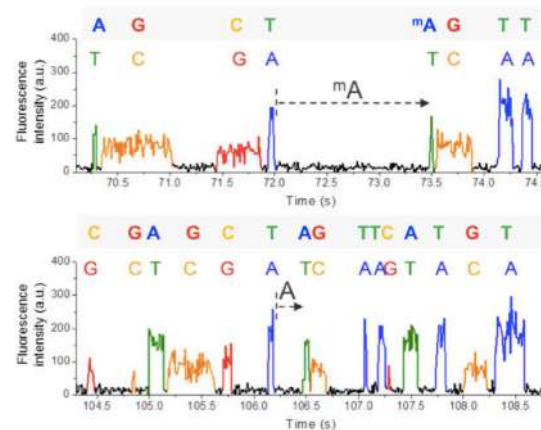 A G C T mA G T T
T C G A T C A A
mA
Fluorescence intensity (a.u.)
400
300
200
100
0
70.5 71.0 71.5 72.0 72.5 73.0 73.5 74.0 74.
Time (s)
C G A G C T A G T T C A T G T
G C T C G A T C A A G T A C A
A
Fluorescence intensity (a.u.)
400
300
200
100
0
104.5 105.0 105.5 106.0 106.5 107.0 107.5 108.0 108.5
Time (s)